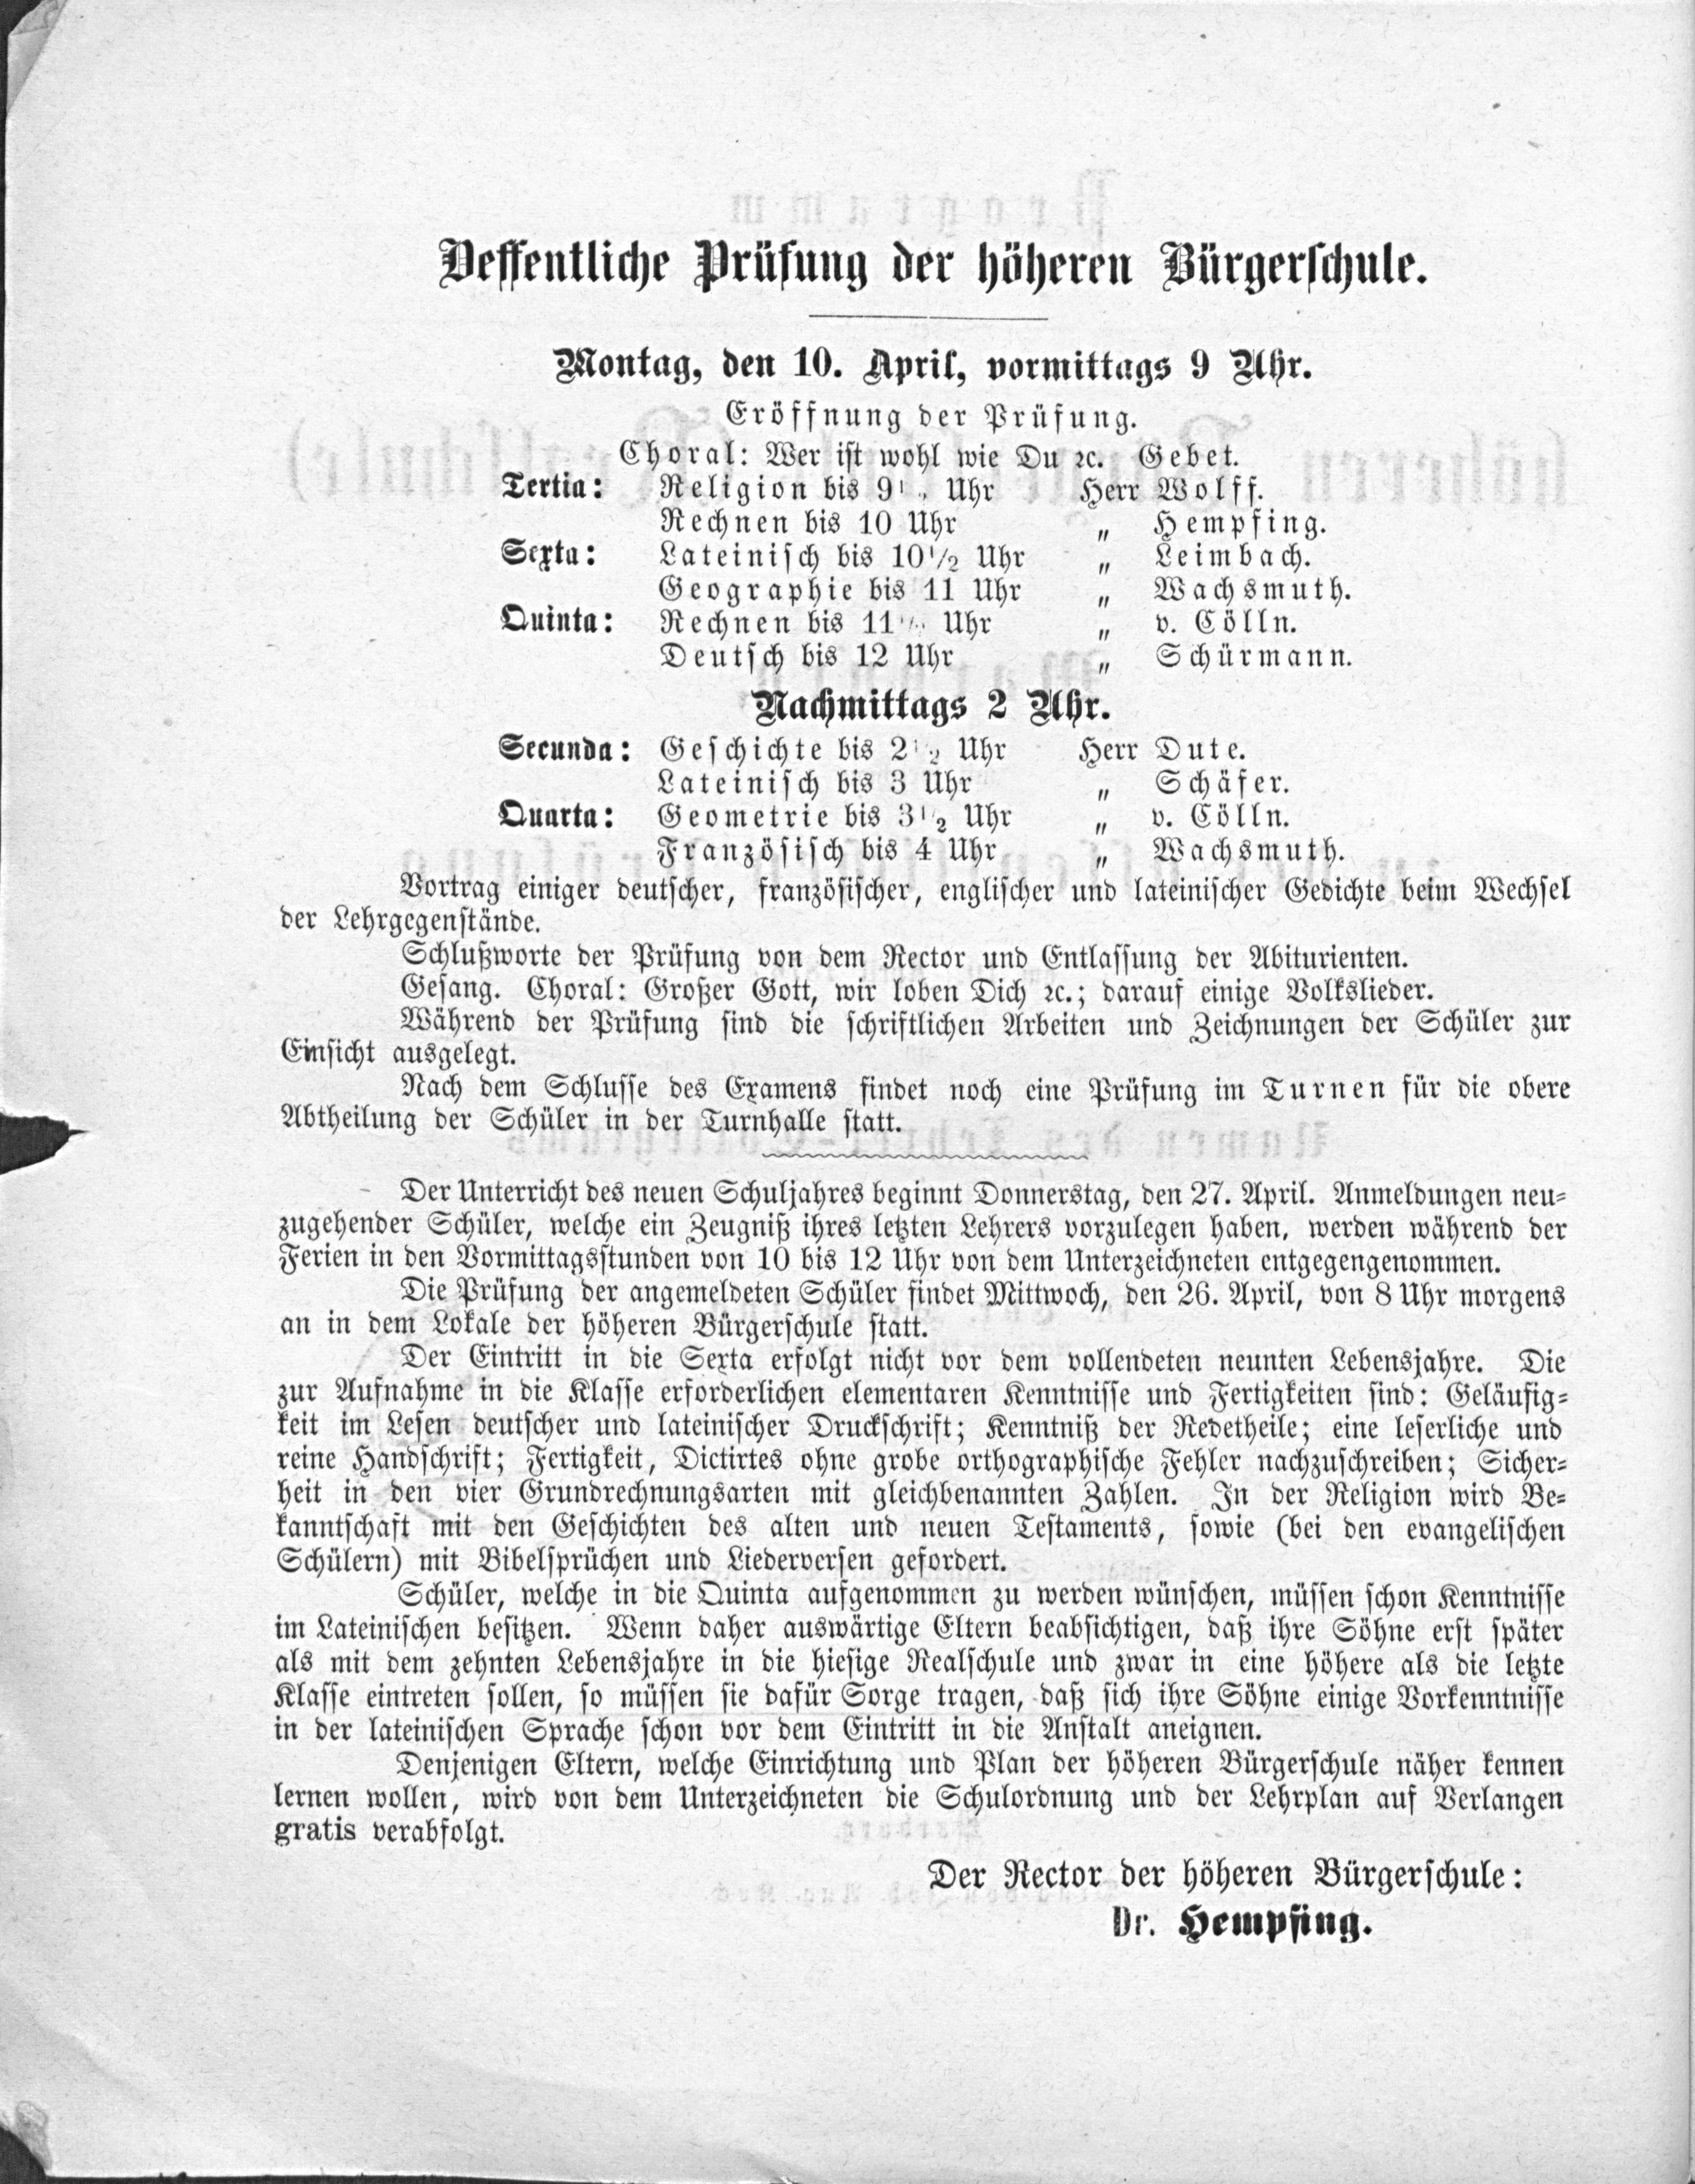 Oeffentliche Prüfung der höheren Bürgerschule.
Montag, den 10. April, vormittags 9 Uhr.
Eröffnung der Prüfung.
Choral: Wer ist wohl wie Du ꝛc. Gebet.
Tertia: Religion bis 9½ Uhr Herr Wolff.
Rechnen bis 10 Uhr „ Hempfing.
Sexta: Lateinisch bis 10½ Uhr „ Leimbach.
Geographie bis 11 Uhr „ Wachsmuth.
Quinta: Rechnen bis 11½ Uhr „ v. Cölln.
Deutsch bis 12 Uhr „ Schürmann.
Nachmittags 2 Uhr.
Secunda: Geschichte bis 2½ Uhr Herr Dute.
Lateinisch bis 3 Uhr „ Schäfer.
Quarta: Geometrie bis 3½ Uhr „ v. Cölln.
Französisch bis 4 Uhr „ Wachsmuth.
Vortrag einiger deutscher, französischer, englischer und lateinischer Gedichte beim Wechsel
der Lehrgegenstände.
Schlußworte der Prüfung von dem Rector und Entlassung der Abiturienten.
Gesang. Choral: Großer Gott, wir loben Dich ꝛc.; darauf einige Volkslieder.
Während der Prüfung sind die schriftlichen Arbeiten und Zeichnungen der Schüler zur
Einsicht ausgelegt.
Nach dem Schlusse des Examens findet noch eine Prüfung im Turnen für die obere
Abtheilung der Schüler in der Turnhalle statt.
Der Unterricht des neuen Schuljahres beginnt Donnerstag, den 27. April. Anmeldungen neu-
zugehender Schüler, welche ein Zeugniß ihres letzten Lehrers vorzulegen haben, werden während der
Ferien in den Vormittagsstunden von 10 bis 12 Uhr von dem Unterzeichneten entgegengenommen.
Die Prüfung der angemeldeten Schüler findet Mittwoch, den 26. April, von 8 Uhr morgens
an in dem Lokale der höheren Bürgerschule statt.
Der Eintritt in die Sexta erfolgt nicht vor dem vollendeten neunten Lebensjahre. Die
zur Aufnahme in die Klasse erforderlichen elementaren Kenntnisse und Fertigkeiten sind: Geläufig-
keit im Lesen deutscher und lateinischer Druckschrift; Kenntniß der Redetheile; eine leserliche und
reine Handschrift; Fertigkeit, Dictirtes ohne grobe orthographische Fehler nachzuschreiben; Sicher-
heit in den vier Grundrechnungsarten mit gleichbenannten Zahlen. In der Religion wird Be-
kanntschaft mit den Geschichten des alten und neuen Testaments, sowie (bei den evangelischen
Schülern) mit Bibelsprüchen und Liederversen gefordert.
Schüler, welche in die Quinta aufgenommen zu werden wünschen, müssen schon Kenntnisse
im Lateinischen besitzen. Wenn daher auswärtige Eltern beabsichtigen, daß ihre Söhne erst später
als mit dem zehnten Lebensjahre in die hiesige Realschule und zwar in eine höhere als die letzte
Klasse eintreten sollen, so müssen sie dafür Sorge tragen, daß sich ihre Söhne einige Vorkenntnisse
in der lateinischen Sprache schon vor dem Eintritt in die Anstalt aneignen.
Denjenigen Eltern, welche Einrichtung und Plan der höheren Bürgerschule näher kennen
lernen wollen, wird von dem Unterzeichneten die Schulordnung und der Lehrplan auf Verlangen
gratis verabfolgt.
Der Rector der höheren Bürgerschule:
Dr. Hempfing.